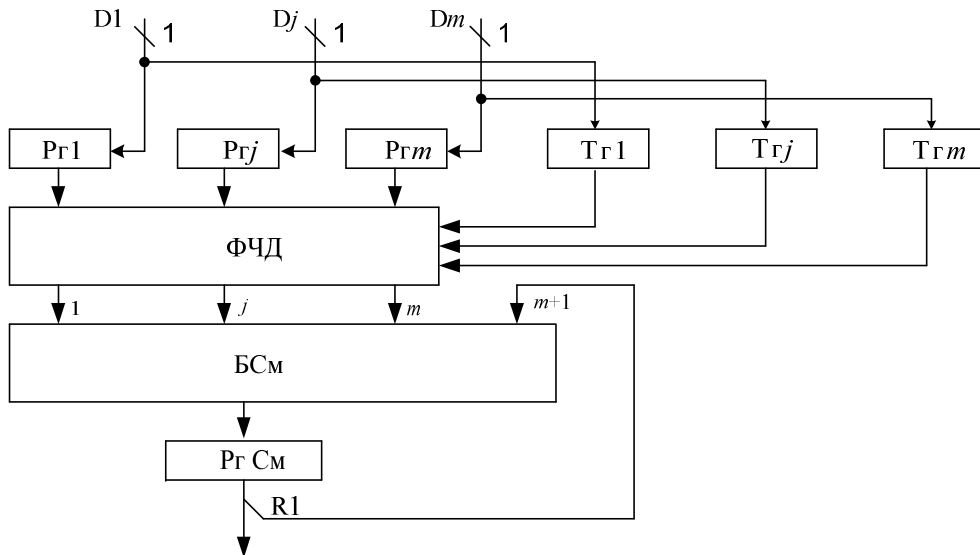 D1 1 Dj 1 Dm 1
Рг1 Ргj Ргm Тг1 Тгj Тгm
ФЧД
1 j m m+1
БСм
Рг См
R1